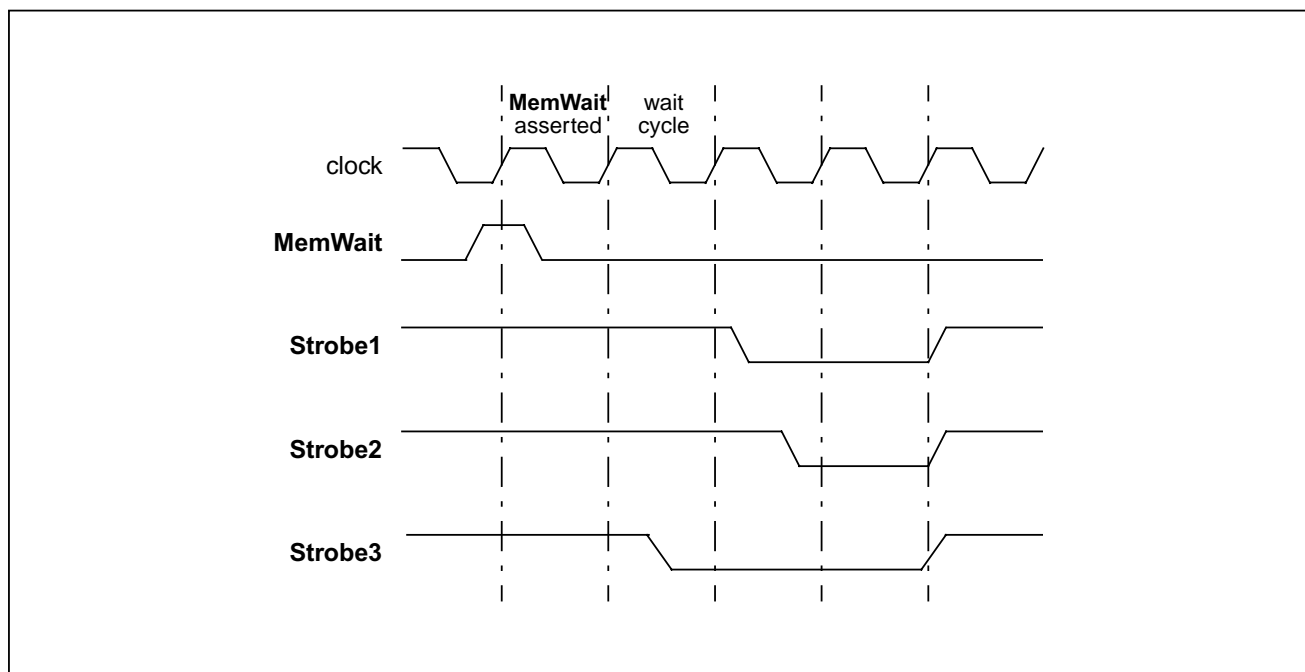 MemWait wait
asserted cycle
clock
MemWait
Strobe1
Strobe2
Strobe3